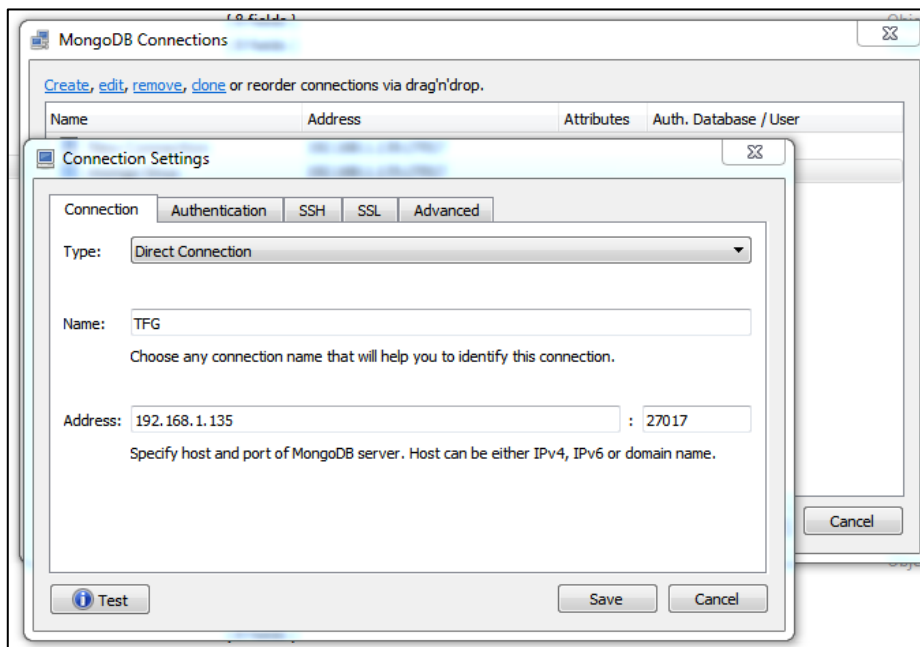 { 8 fields }
MongoDB Connections
Create, edit, remove, clone or reorder connections via drag'n'drop.
Name Address Attributes Auth. Database / User
Connection Settings
Connection Authentication SSH SSL Advanced
Type: Direct Connection
Name: TFG
Choose any connection name that will help you to identify this connection.
Address: 192.168.1.135 : 27017
Specify host and port of MongoDB server. Host can be either IPv4, IPv6 or domain name.
Cancel
Test Save Cancel